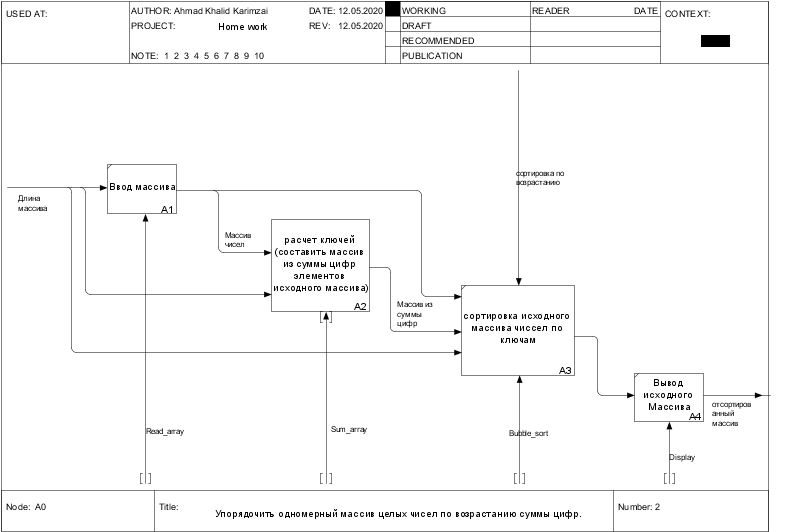 USED AT:
AUTHOR: Ahmad Khalid Karimzai
DATE: 12.05.2020
PROJECT: Home work
REV: 12.05.2020
NOTE: 1 2 3 4 5 6 7 8 9 10
WORKING
DRAFT
RECOMMENDED
PUBLICATION
READER
DATE
CONTEXT:
сортировка по
возрастанию
Длина
массива
Ввод массива
A1
Массив
чисел
расчет ключей
(составить массив
из суммы цифр
элементов
исходного массива)
A2
Массив из
суммы
цифр
сортировка исходного
массива чиссел по
ключам
A3
Вывод
исходного
Массива
A4
отсортиров
анный
массив
Read_array
Sum_array
Bubble_sort
Display
Node: A0
Title:
Упорядочить одномерный массив целых чисел по возрастанию суммы цифр.
Number: 2